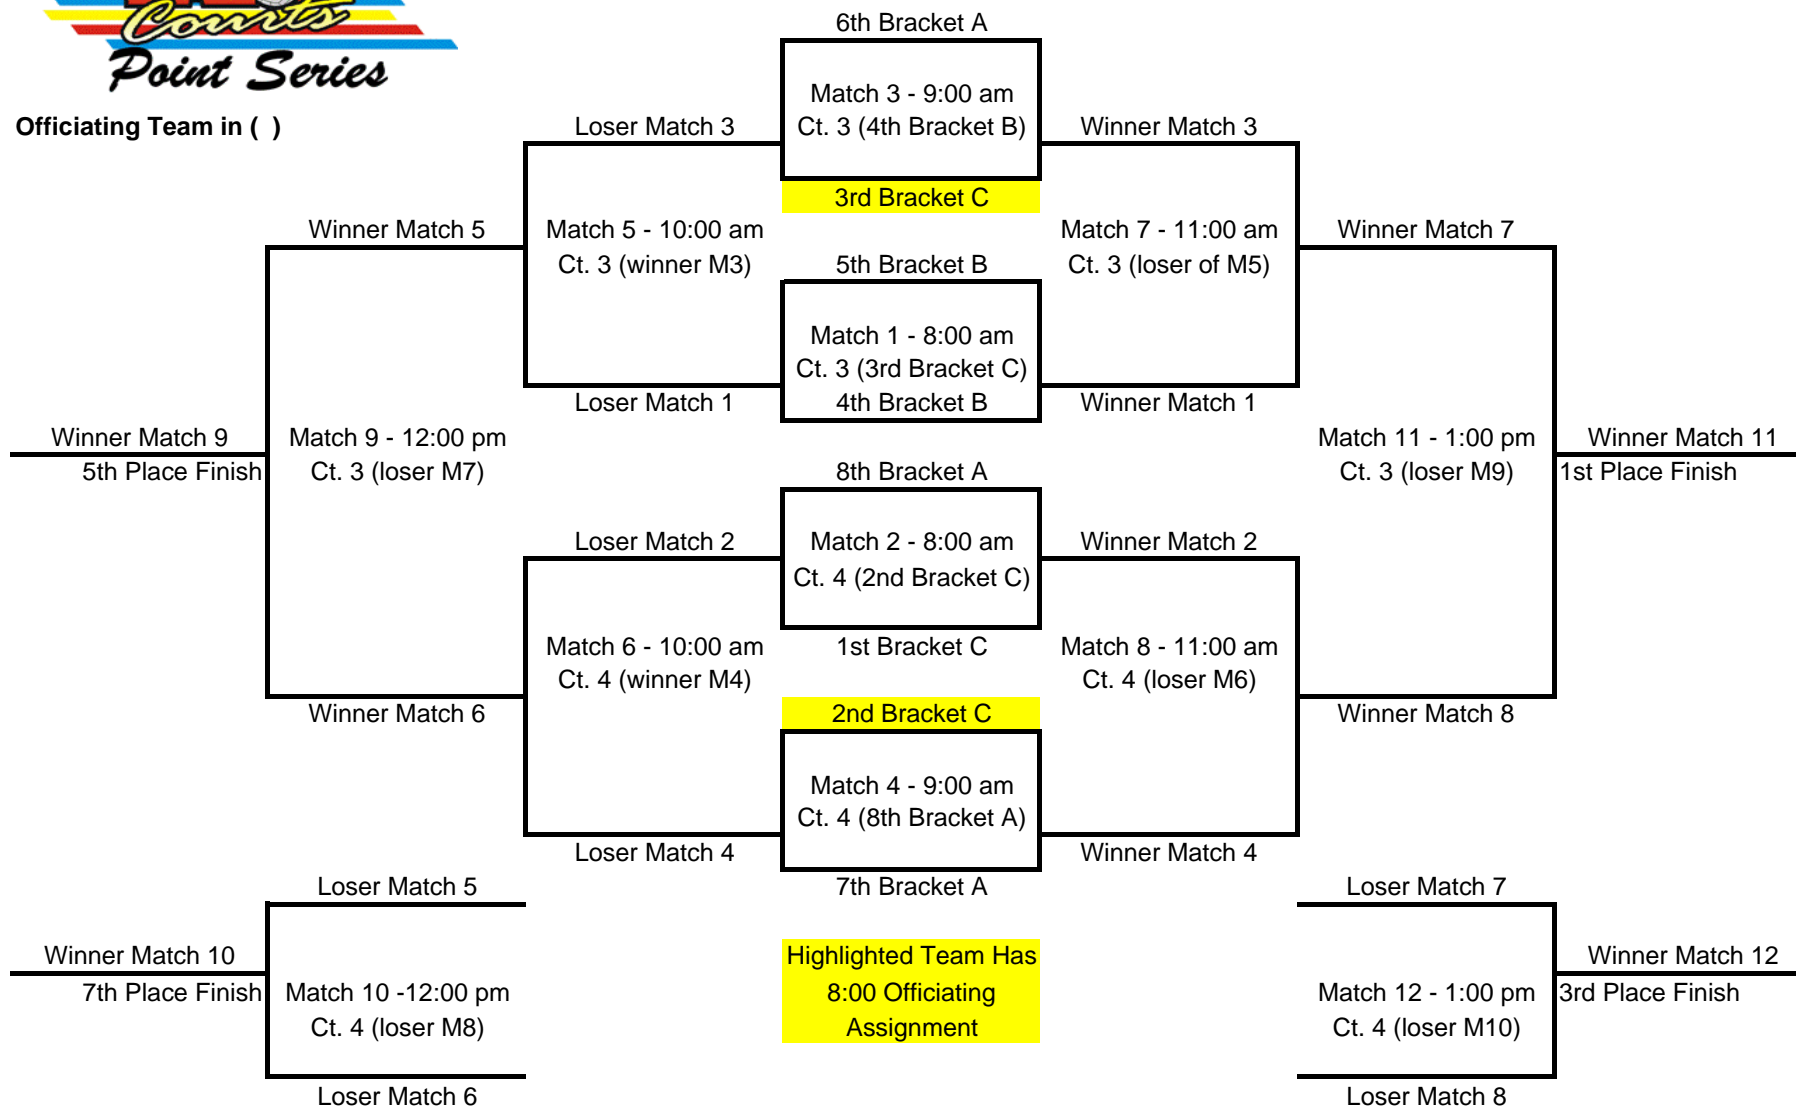 Courts
Point Series
Officiating Team in (  )
6th Bracket A
Match 3 - 9:00 am
Ct. 3 (4th Bracket B)
Loser Match 3
Winner Match 3
3rd Bracket C
Winner Match 5
Match 5 - 10:00 am
Ct. 3 (winner M3)
Match 7 - 11:00 am
Ct. 3 (loser of M5)
Winner Match 7
5th Bracket B
Match 1 - 8:00 am
Ct. 3 (3rd Bracket C)
4th Bracket B
Loser Match 1
Winner Match 1
Winner Match 9
5th Place Finish
Match 9 - 12:00 pm
Ct. 3 (loser M7)
Match 11 - 1:00 pm
Ct. 3 (loser M9)
Winner Match 11
1st Place Finish
8th Bracket A
Loser Match 2
Match 2 - 8:00 am
Ct. 4 (2nd Bracket C)
Winner Match 2
1st Bracket C
Match 6 - 10:00 am
Ct. 4 (winner M4)
Match 8 - 11:00 am
Ct. 4 (loser M6)
Winner Match 6
2nd Bracket C
Winner Match 8
Match 4 - 9:00 am
Ct. 4 (8th Bracket A)
Loser Match 4
Winner Match 4
7th Bracket A
Loser Match 5
Loser Match 7
Winner Match 10
7th Place Finish
Match 10 -12:00 pm
Ct. 4 (loser M8)
Loser Match 6
Highlighted Team Has
8:00 Officiating
Assignment
Match 12 - 1:00 pm
Ct. 4 (loser M10)
Winner Match 12
3rd Place Finish
Loser Match 8